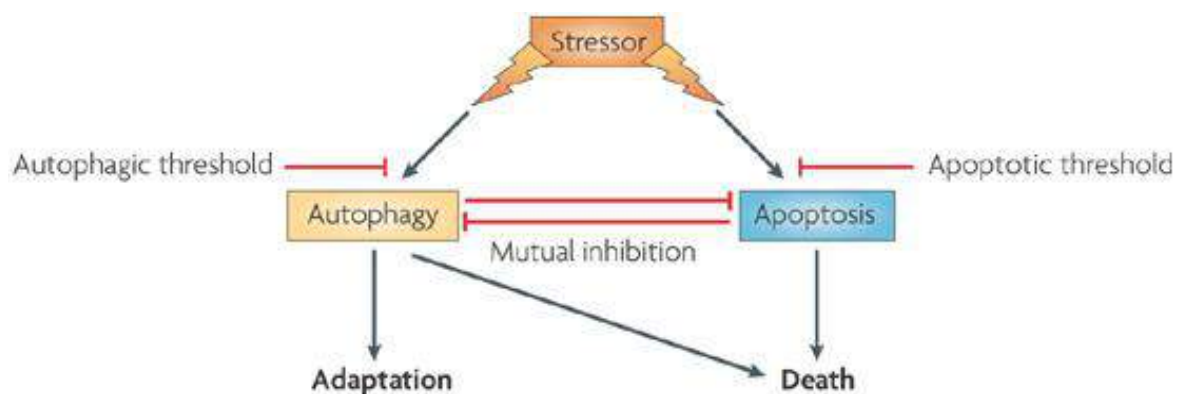 Stressor
Autophagic threshold
Apoptotic threshold
Autophagy
Apoptosis
Mutual inhibition
Adaptation
Death